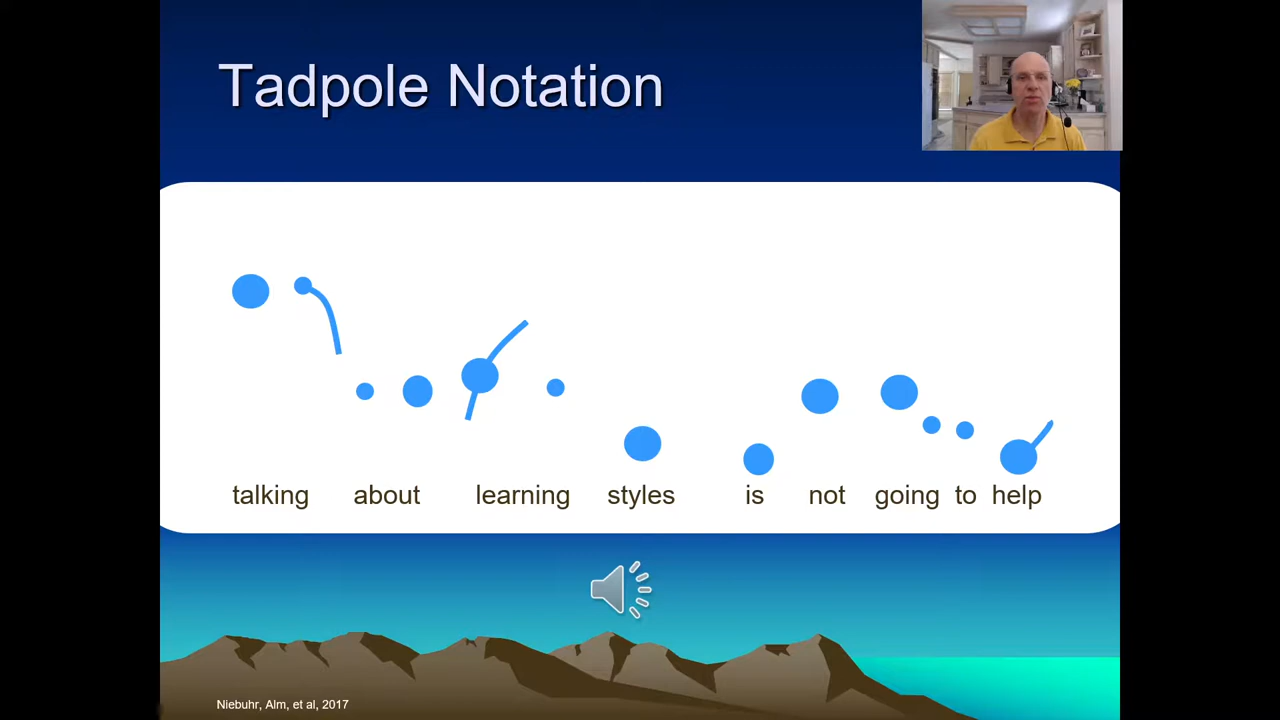 Tadpole Notation
talking about learning styles is not going to help
Niebuhr, Alm, et al, 2017